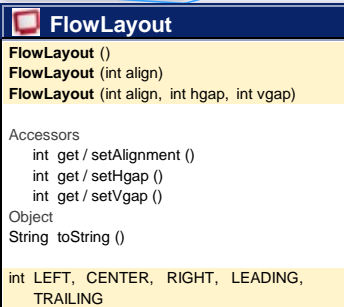 FlowLayout
FlowLayout ()
FlowLayout (int align)
FlowLayout (int align, int hgap, int vgap)
Accessors
int get / setAlignment ()
int get / setHgap ()
int get / setVgap ()
Object
String toString ()
int LEFT, CENTER, RIGHT, LEADING,
TRAILING